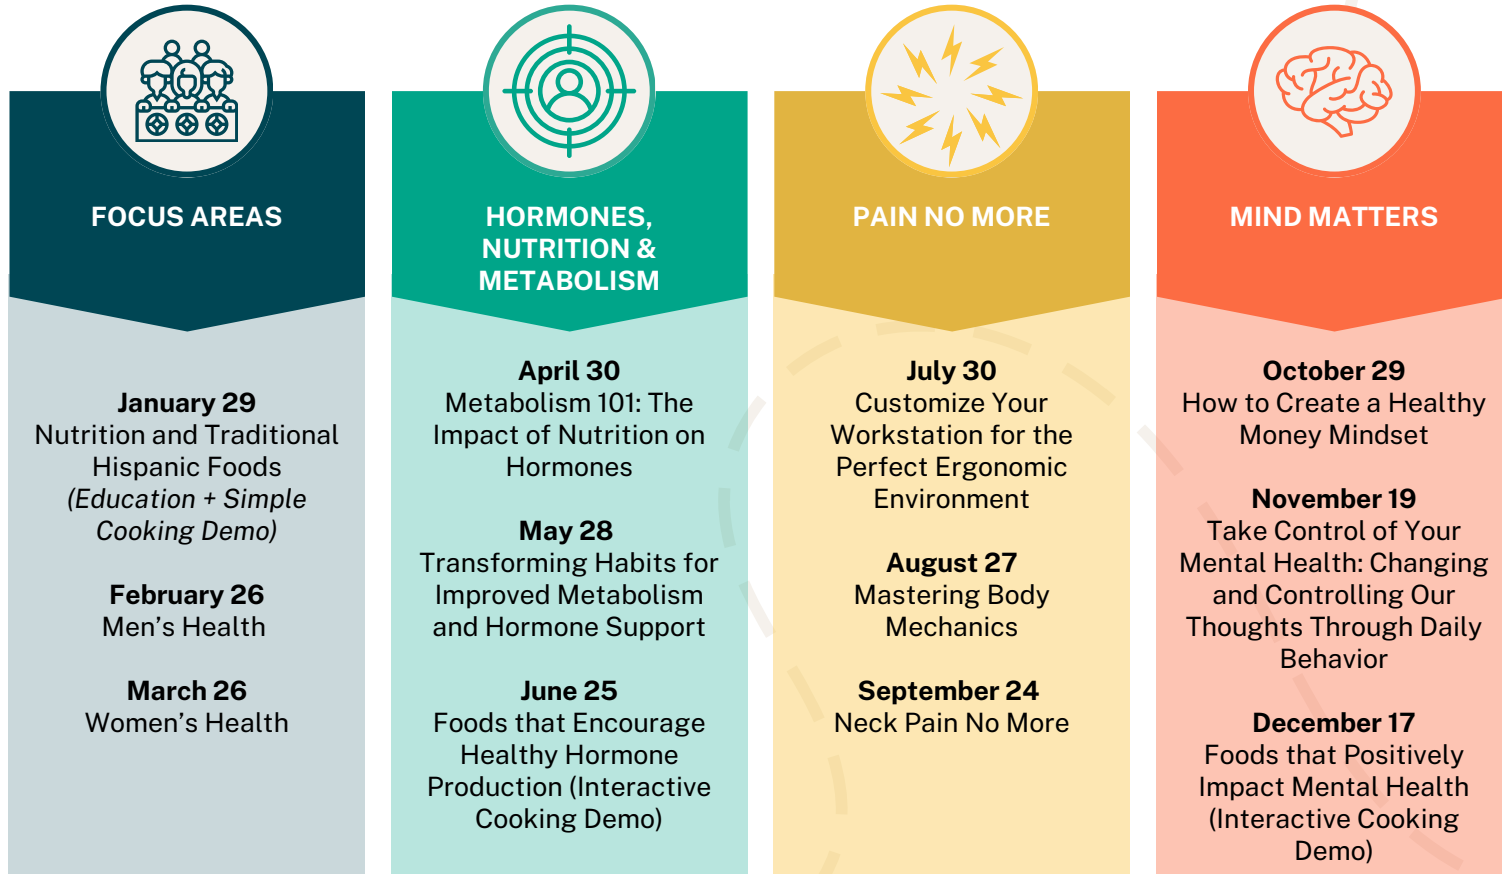 FOCUS AREAS
January 29
Nutrition and Traditional
Hispanic Foods
(Education + Simple
Cooking Demo)
February 26
Men’s Health
March 26
Women’s Health
HORMONES,
NUTRITION &
METABOLISM
April 30
Metabolism 101: The
Impact of Nutrition on
Hormones
May 28
Transforming Habits for
Improved Metabolism
and Hormone Support
June 25
Foods that Encourage
Healthy Hormone
Production (Interactive
Cooking Demo)
PAIN NO MORE
July 30
Customize Your
Workstation for the
Perfect Ergonomic
Environment
August 27
Mastering Body
Mechanics
September 24
Neck Pain No More
MIND MATTERS
October 29
How to Create a Healthy
Money Mindset
November 19
Take Control of Your
Mental Health: Changing
and Controlling Our
Thoughts Through Daily
Behavior
December 17
Foods that Positively
Impact Mental Health
(Interactive Cooking
Demo)